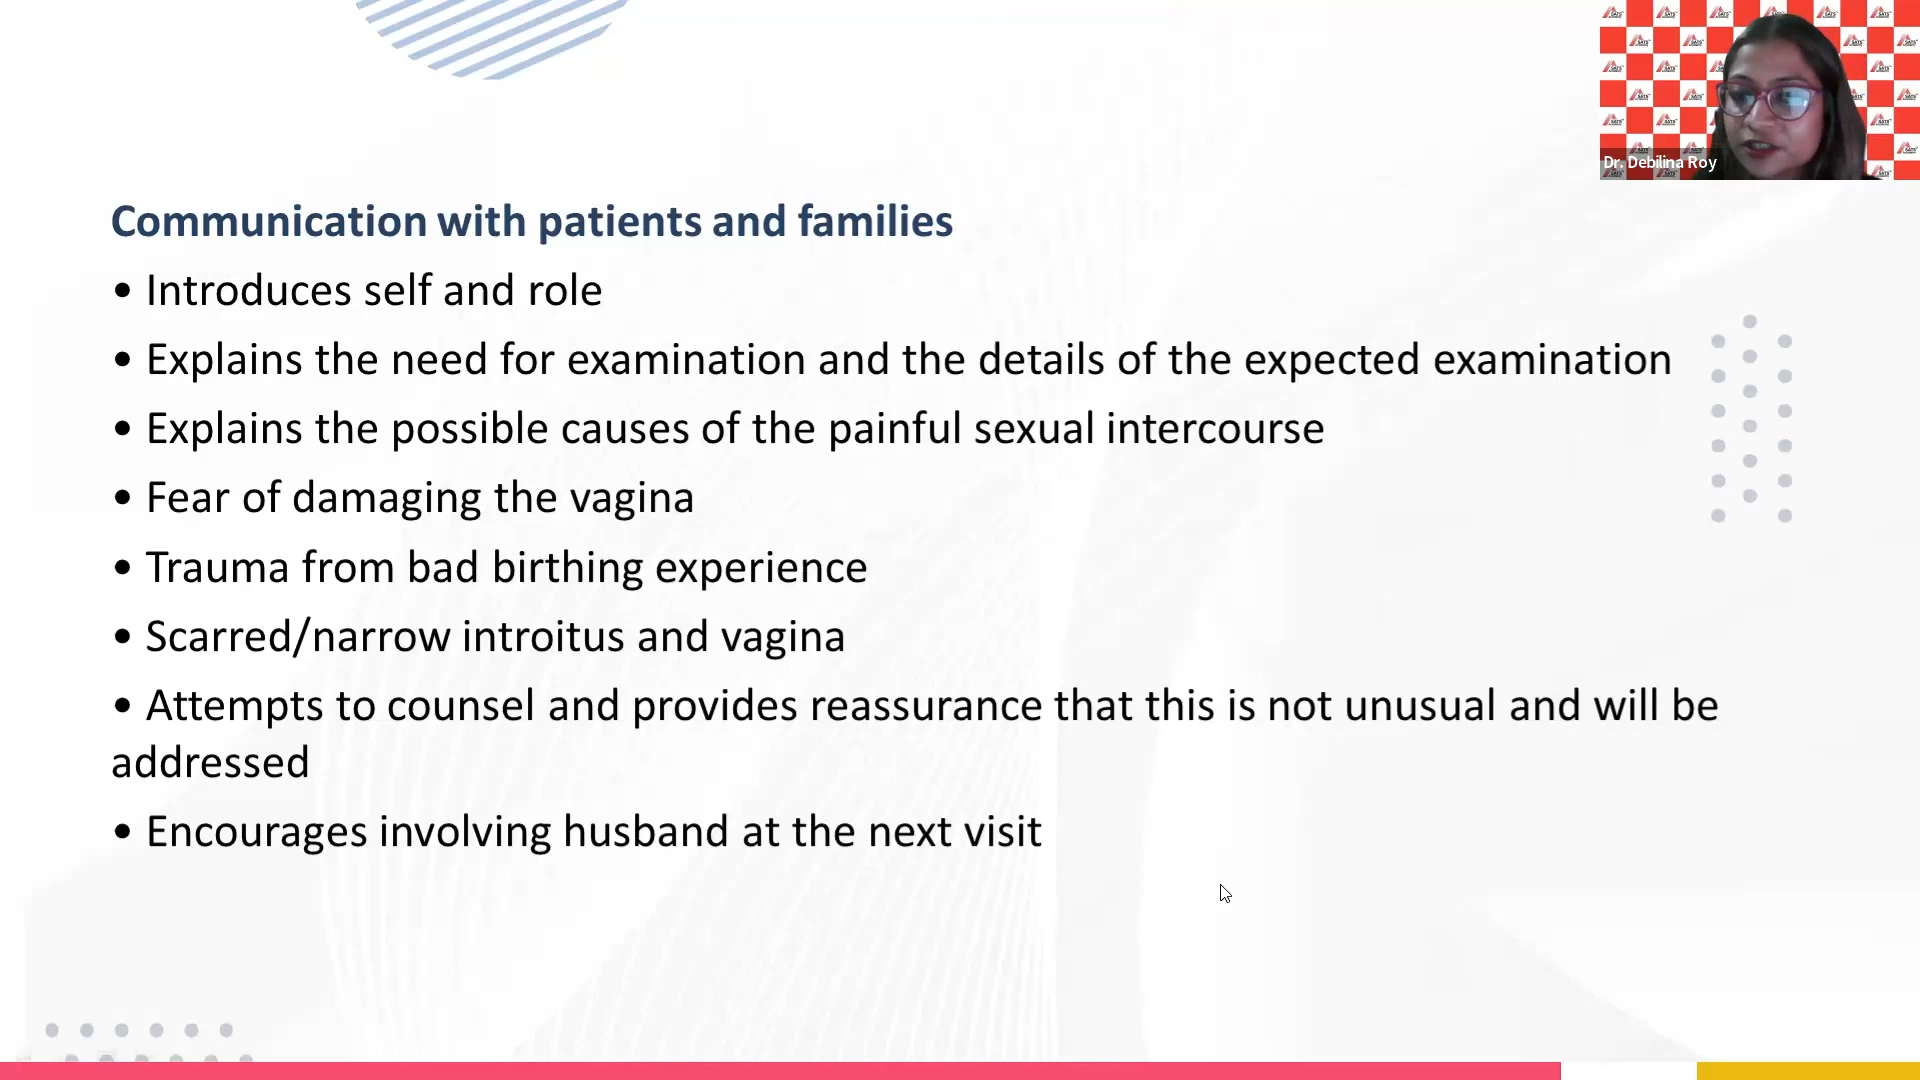 Dr. Debilina Roy
Communication with patients and families
• Introduces self and role
• Explains the need for examination and the details of the expected examination
• Explains the possible causes of the painful sexual intercourse
• Fear of damaging the vagina
• Trauma from bad birthing experience
• Scarred/narrow introitus and vagina
• Attempts to counsel and provides reassurance that this is not unusual and will be
addressed
• Encourages involving husband at the next visit